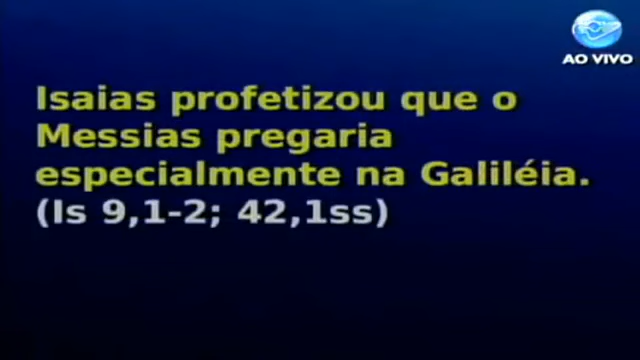 AO VIVO
Isaias profetizou que o
Messias pregaria
especialmente na Galiléia.
(Is 9,1-2; 42,1ss)